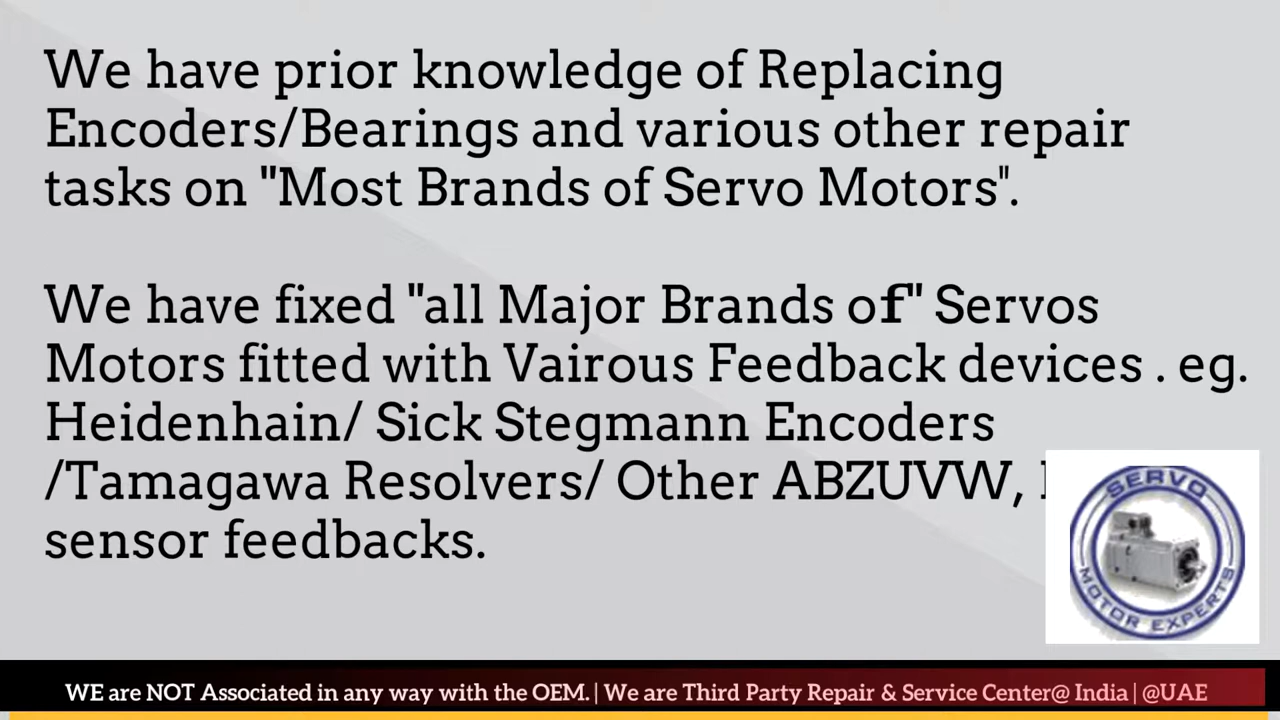 We have prior knowledge of Replacing
Encoders/Bearings and various other repair
tasks on "Most Brands of Servo Motors".
We have fixed "all Major Brands of" Servos
Motors fitted with Vairous Feedback devices . eg.
Heidenhain/ Sick Stegmann Encoders
/Tamagawa Resolvers/ Other ABZUVW,
sensor feedbacks.
SERVO
MOTOR EXPERTS
WE are NOT Associated in any way with the OEM. | We are Third Party Repair & Service Center@ India | @UAE